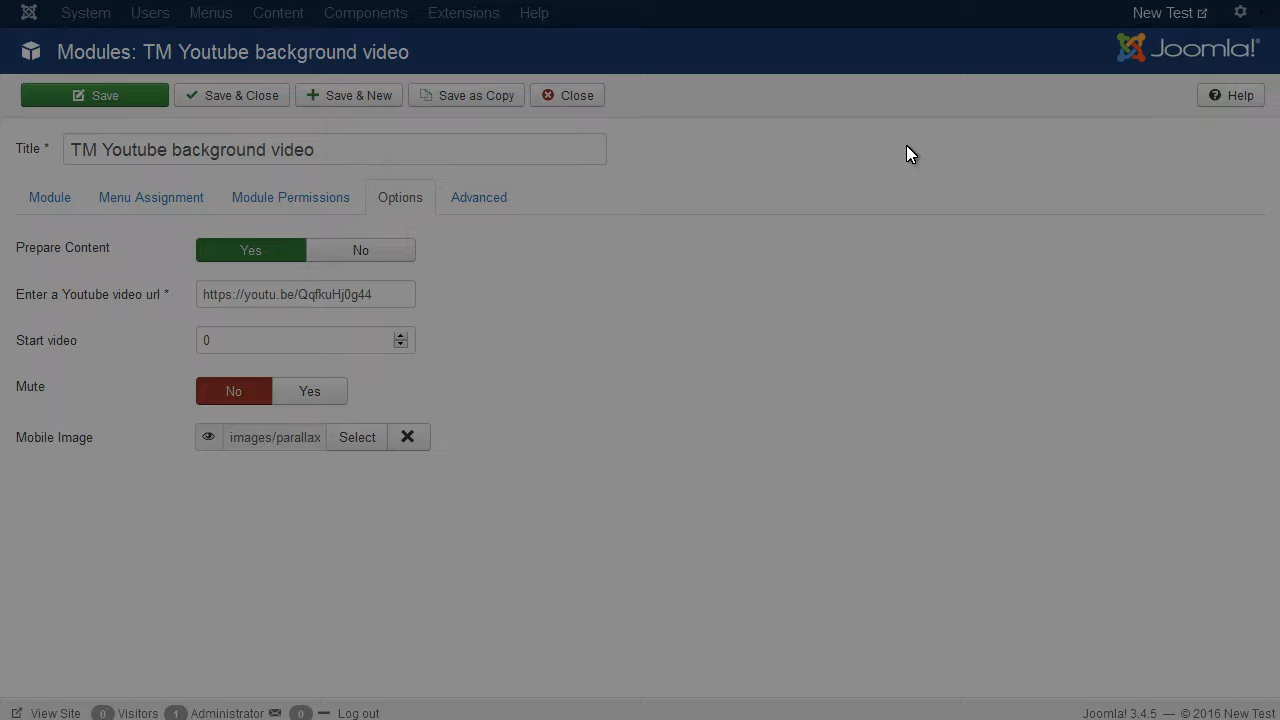 System Users Menus Content Components Extensions Help New Test
Modules: TM Youtube background video Joomla!®
Save Save & Close Save & New Save as Copy Close Help
Title * TM Youtube background video
Module Menu Assignment Module Permissions Options Advanced
Prepare Content Yes No
Enter a Youtube video url * https://youtu.be/QqfkuHj0g44
Start video 0
Mute No Yes
Mobile Image images/parallax Select
View Site 0 Visitors 1 Administrator 0 Log out Joomla! 3.4.5 — © 2016 New Test